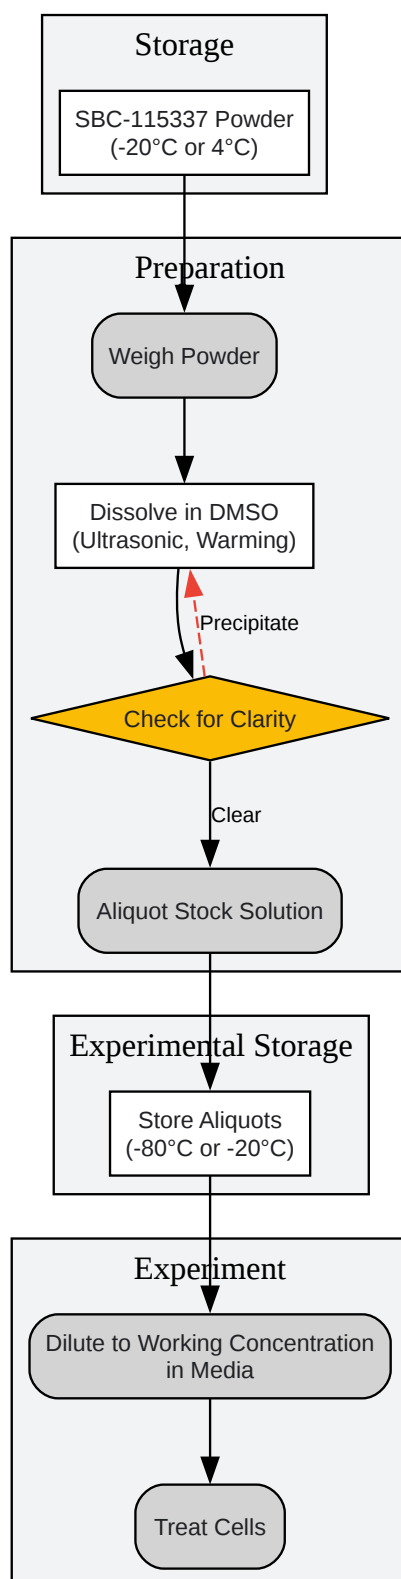 Storage
SBC-115337 Powder
(-20°C or 4°C)
Preparation
Weigh Powder
Dissolve in DMSO
(Ultrasonic, Warming)
Precipitate
Check for Clarity
Clear
Aliquot Stock Solution
Experimental Storage
Store Aliquots
(-80°C or -20°C)
Experiment
Dilute to Working Concentration
in Media
Treat Cells